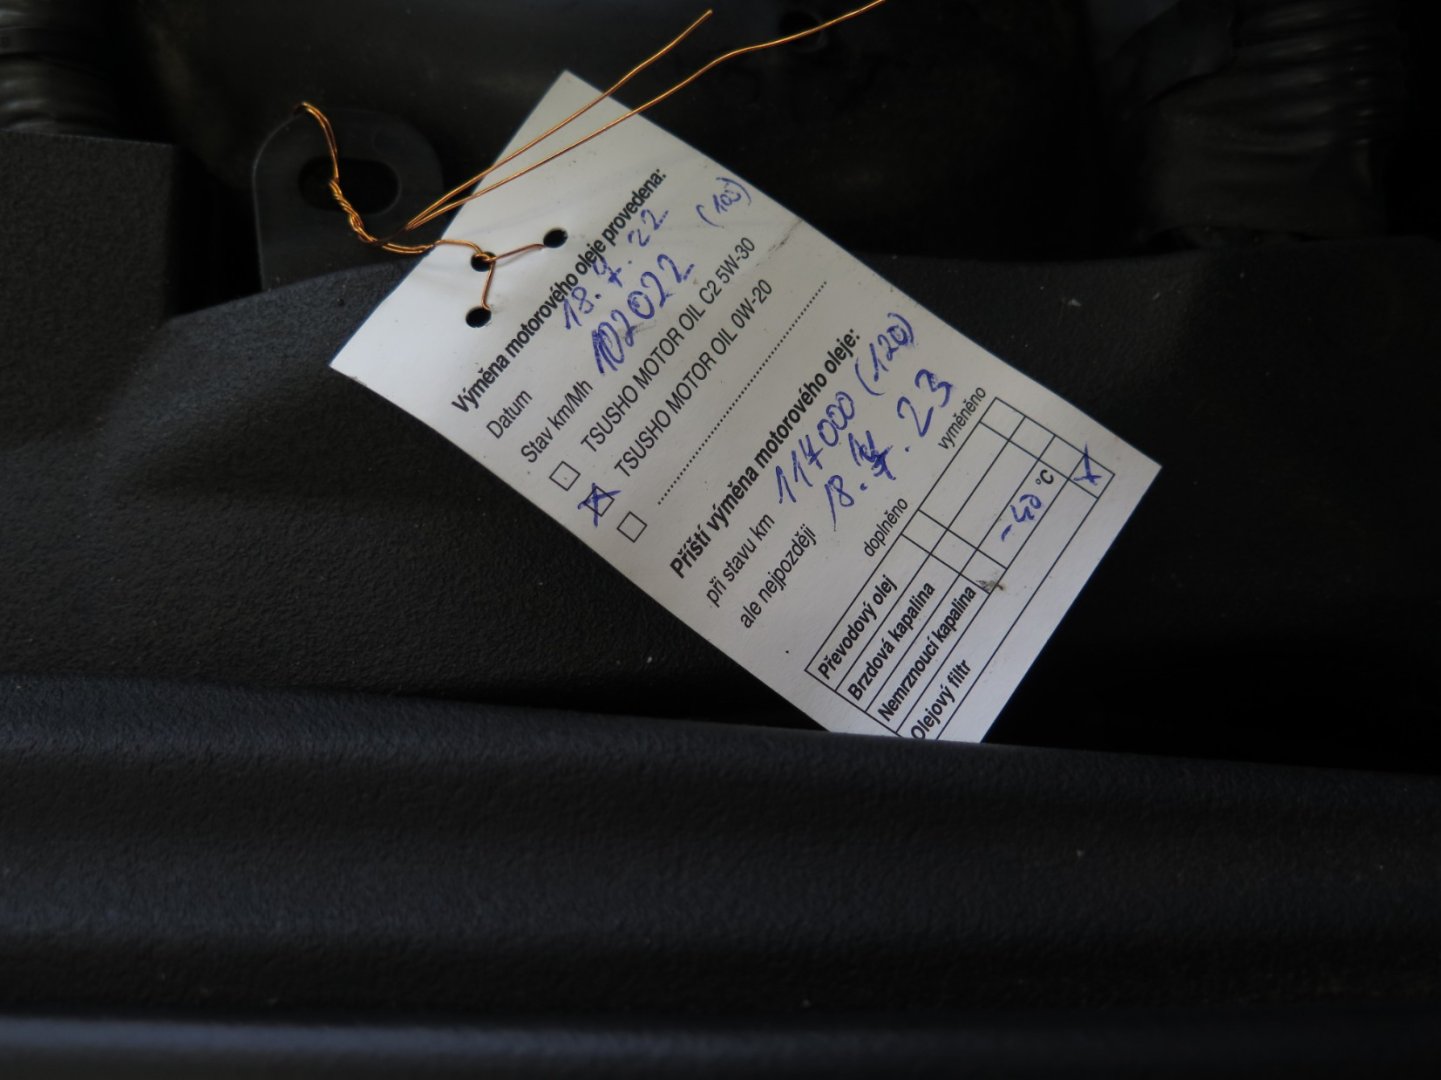 Výměna motorového oleje provedena:
Datum 18. 7. 22
Stav km/Mh 102022 (100)
TSUSHO MOTOR OIL C2 5W-30
TSUSHO MOTOR OIL 0W-20
Příští výměna motorového oleje:
při stavu km 117000 (120)
ale nejpozději 18. 7. 23
doplněno vyměněno
Převodový olej
Brzdová kapalina
Nemrznoucí kapalina -40 °C
Olejový filtr X